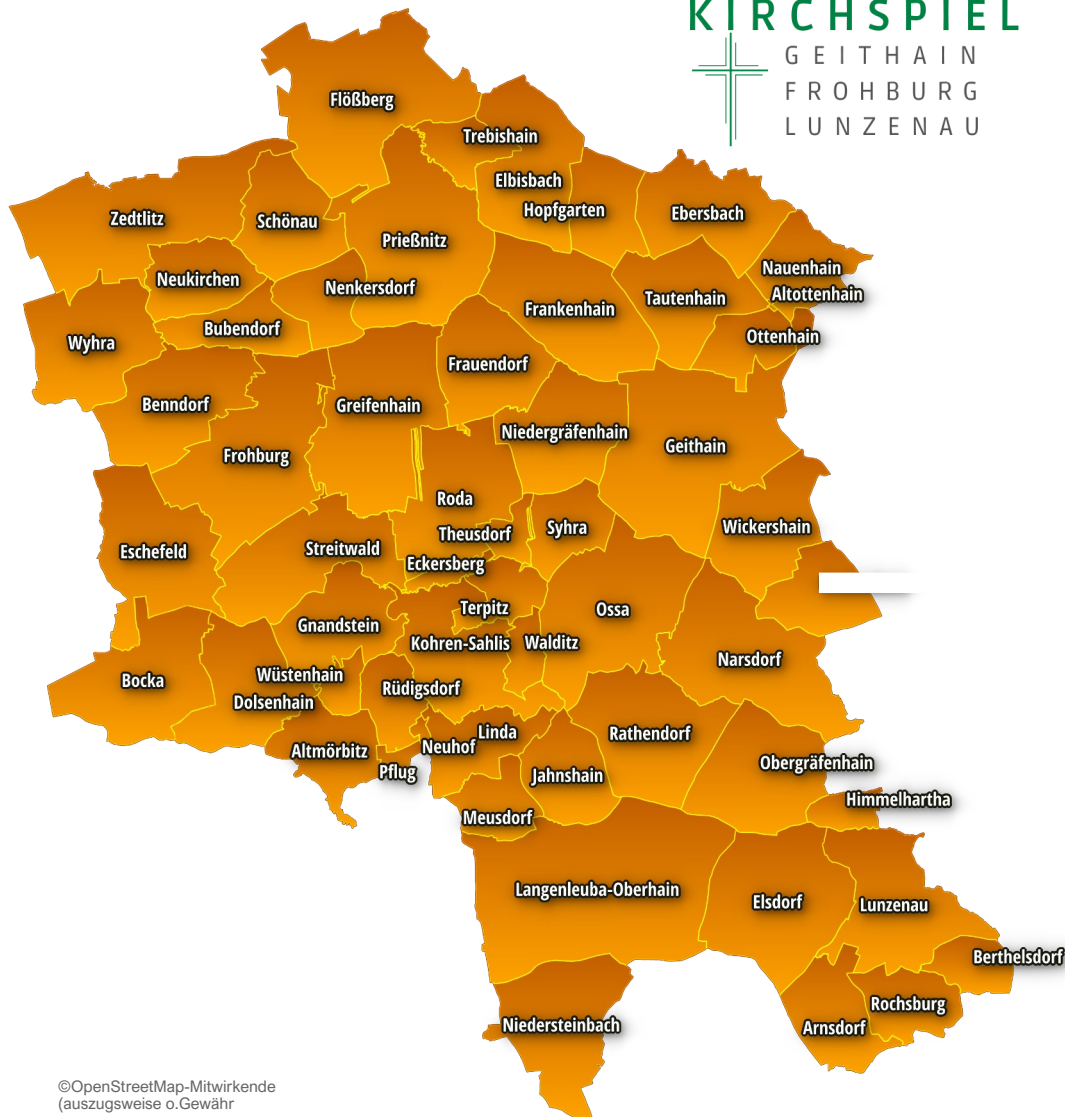 KIRCHSPIEL
GEITHAIN
FROHBURG
LUNZENAU
Flößberg
Trebishain
Elbisbach
Hopfgarten
Ebersbach
Zedtlitz
Schönau
Prießnitz
Nauenhain
Neukirchen
Nenkersdorf
Altottenhain
Tautenhain
Frankenhain
Bubendorf
Ottenhain
Wyhra
Frauendorf
Benndorf
Greifenhain
Niedergräfenhain
Geithain
Frohburg
Roda
Wickershain
Syhra
Theusdorf
Streitwald
Eschefeld
Eckersberg
Terpitz
Ossa
Gnandstein
Kohren-Sahlis
Walditz
Narsdorf
Wüstenhain
Bocka
Rüdigsdorf
Dolsenhain
Linda
Rathendorf
Neuhof
Altmörbitz
Obergräfenhain
Pflug
Jahnshain
Himmelhartha
Meusdorf
Langenleuba-Oberhain
Elsdorf
Lunzenau
Berthelsdorf
Rochsburg
Niedersteinbach
Arnsdorf
©OpenStreetMap-Mitwirkende
(auszugsweise o.Gewähr